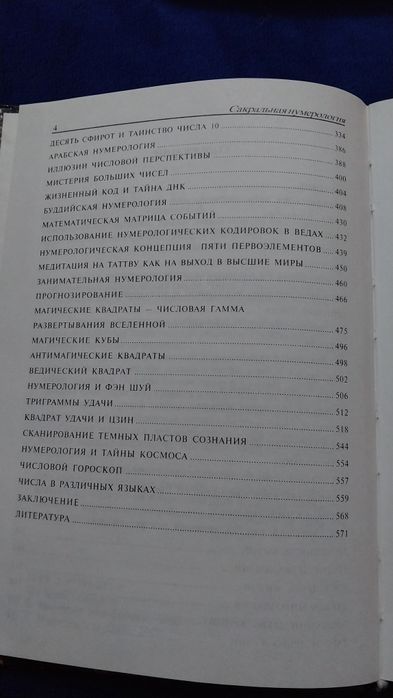 4 Сакральная нумерология
ДЕСЯТЬ СФИРОТ И ТАИНСТВО ЧИСЛА 10 334
АРАБСКАЯ НУМЕРОЛОГИЯ 386
ИЛЛЮЗИИ ЧИСЛОВОЙ ПЕРСПЕКТИВЫ 388
МИСТЕРИЯ БОЛЬШИХ ЧИСЕЛ 400
ЖИЗНЕННЫЙ КОД И ТАЙНА ДНК 404
БУДДИЙСКАЯ НУМЕРОЛОГИЯ 408
МАТЕМАТИЧЕСКАЯ МАТРИЦА СОБЫТИЙ 430
ИСПОЛЬЗОВАНИЕ НУМЕРОЛОГИЧЕСКИХ КОДИРОВОК В ВЕДАХ 432
НУМЕРОЛОГИЧЕСКАЯ КОНЦЕПЦИЯ ПЯТИ ПЕРВОЭЛЕМЕНТОВ 439
МЕДИТАЦИЯ НА ТАТТВУ КАК НА ВЫХОД В ВЫСШИЕ МИРЫ 450
ЗАНИМАТЕЛЬНАЯ НУМЕРОЛОГИЯ 460
ПРОГНОЗИРОВАНИЕ 466
МАГИЧЕСКИЕ КВАДРАТЫ — ЧИСЛОВАЯ ГАММА
РАЗВЕРТЫВАНИЯ ВСЕЛЕННОЙ 475
МАГИЧЕСКИЕ КУБЫ 496
АНТИМАГИЧЕСКИЕ КВАДРАТЫ 498
ВЕДИЧЕСКИЙ КВАДРАТ 502
НУМЕРОЛОГИЯ И ФЭН ШУЙ 506
ТРИГРАММЫ УДАЧИ 512
КВАДРАТ УДАЧИ И ЦЗИН 518
СКАНИРОВАНИЕ ТЕМНЫХ ПЛАСТОВ СОЗНАНИЯ 544
НУМЕРОЛОГИЯ И ТАЙНЫ КОСМОСА 554
ЧИСЛОВОЙ ГОРОСКОП 557
ЧИСЛА В РАЗЛИЧНЫХ ЯЗЫКАХ 559
ЗАКЛЮЧЕНИЕ 568
ЛИТЕРАТУРА 571